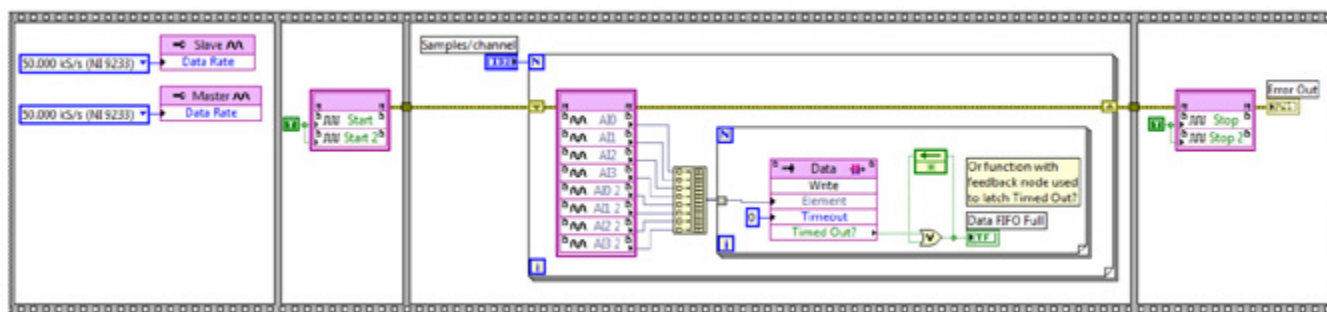 Slave
50.000 kS/s (NI 9233)
Data Rate
Master
50.000 kS/s (NI 9233)
Data Rate
Start
Start 2
Samples/channel
I32
N
AI0
AI1
AI2
AI3
AI0 2
AI1 2
AI2 2
AI3 2
i
N
Data
Write
Element
0
Timeout
Timed Out?
i
Or function with
feedback node used
to latch Timed Out?
Data FIFO Full
TF
Stop
Stop 2
Error Out